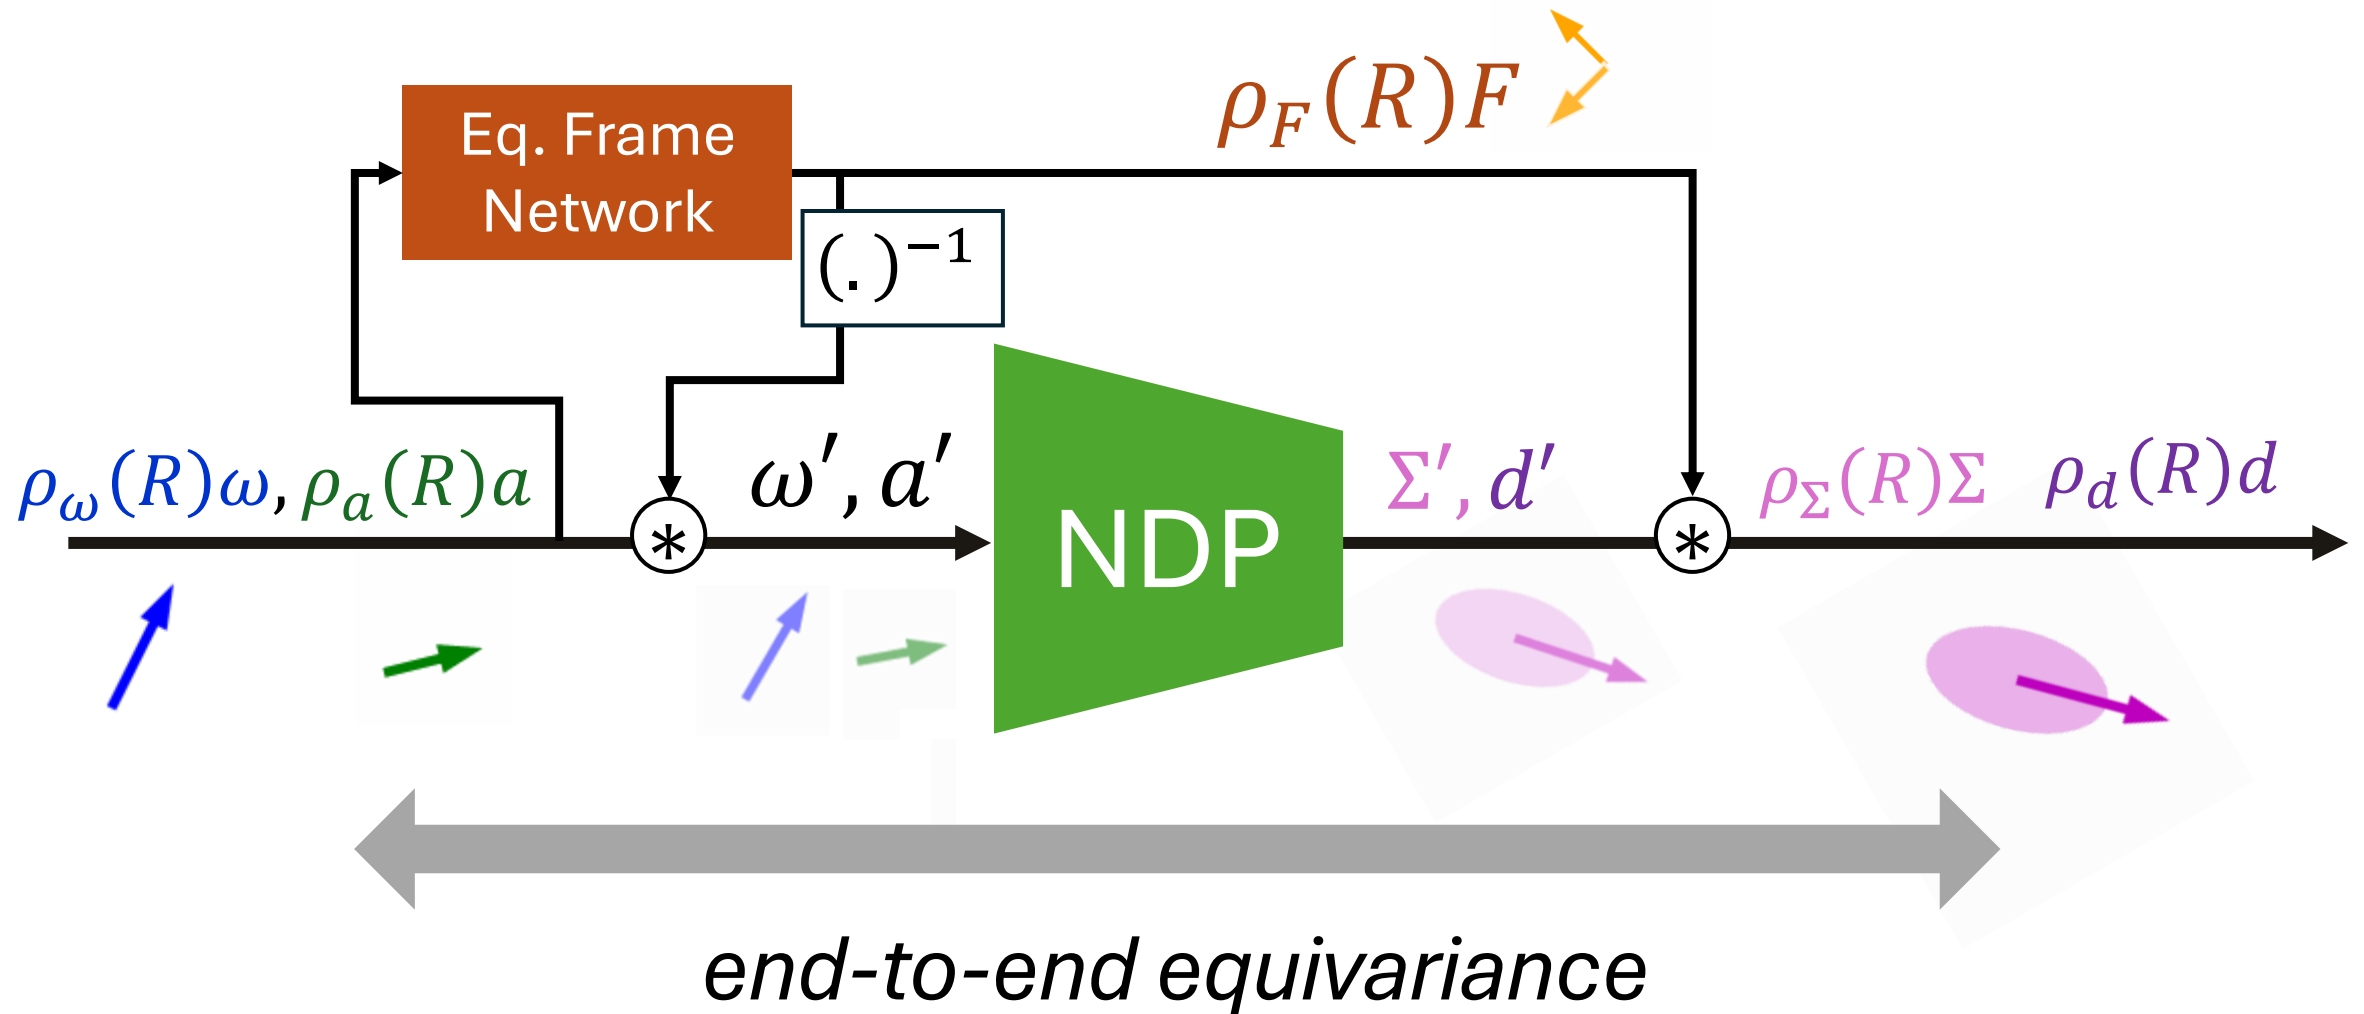 ρ_F(R)F
Eq. Frame
Network
(.)⁻¹
ρ_ω(R)ω, ρ_a(R)a
ω′, a′
NDP
Σ′, d′
ρ_Σ(R)Σ ρ_d(R)d
*
*
end-to-end equivariance